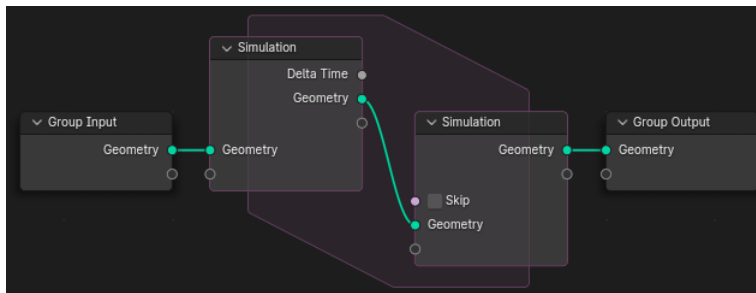 Simulation
Delta Time
Geometry
Geometry
Group Input
Geometry
Simulation
Geometry
Skip
Geometry
Group Output
Geometry